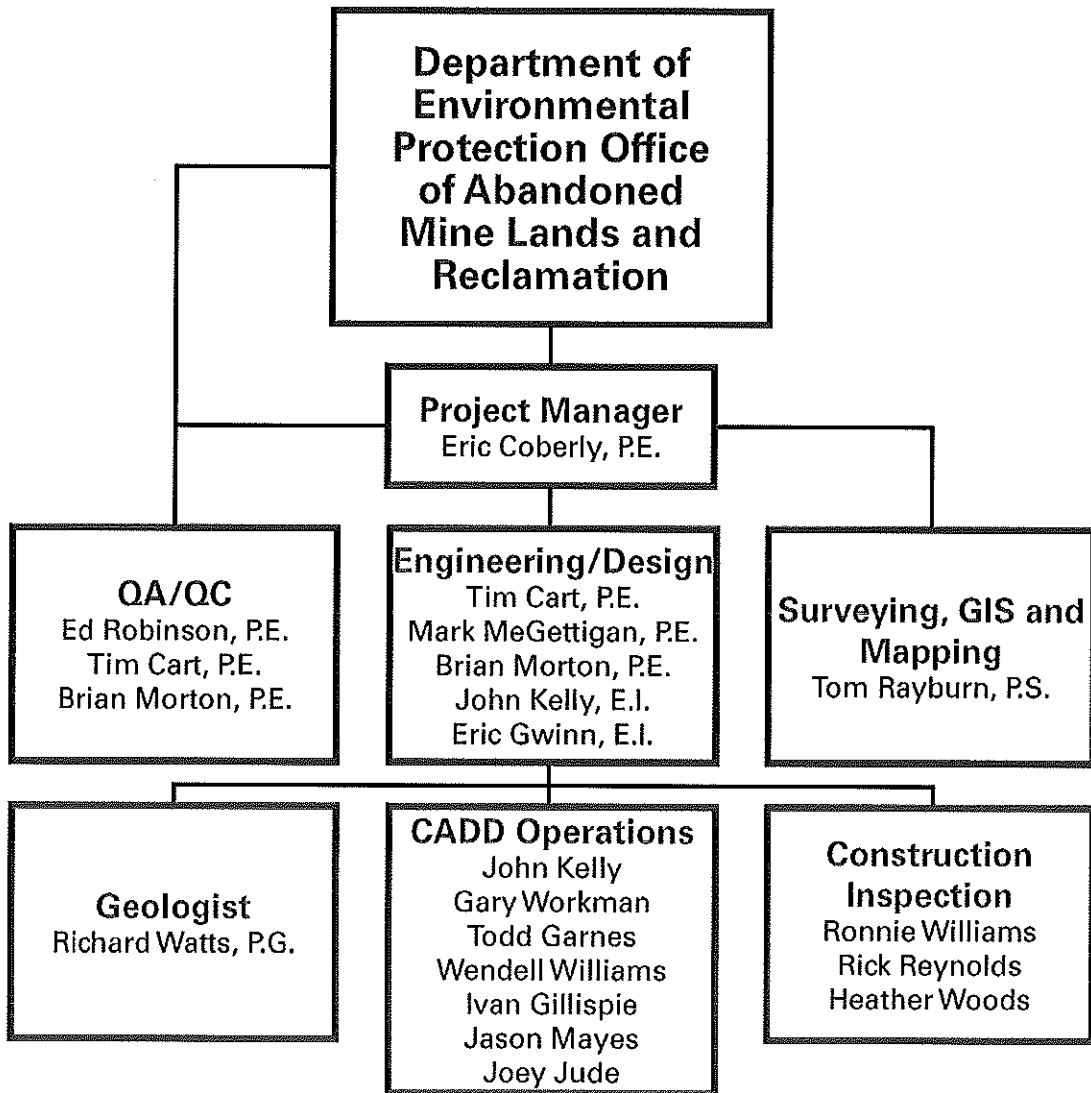 Department of
Environmental
Protection Office
of Abandoned
Mine Lands and
Reclamation
Project Manager
Eric Coberly, P.E.
QA/QC
Ed Robinson, P.E.
Tim Cart, P.E.
Brian Morton, P.E.
Engineering/Design
Tim Cart, P.E.
Mark MeGettigan, P.E.
Brian Morton, P.E.
John Kelly, E.I.
Eric Gwinn, E.I.
Surveying, GIS and
Mapping
Tom Rayburn, P.S.
Geologist
Richard Watts, P.G.
CADD Operations
John Kelly
Gary Workman
Todd Garnes
Wendell Williams
Ivan Gillispie
Jason Mayes
Joey Jude
Construction
Inspection
Ronnie Williams
Rick Reynolds
Heather Woods